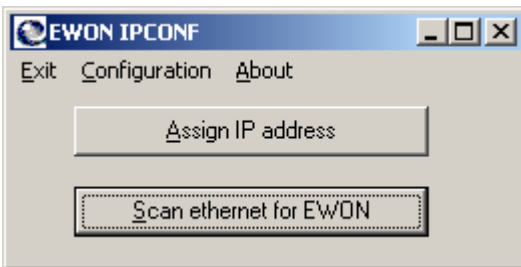 EWON IPCONF
Exit Configuration About
Assign IP address
Scan ethernet for EWON